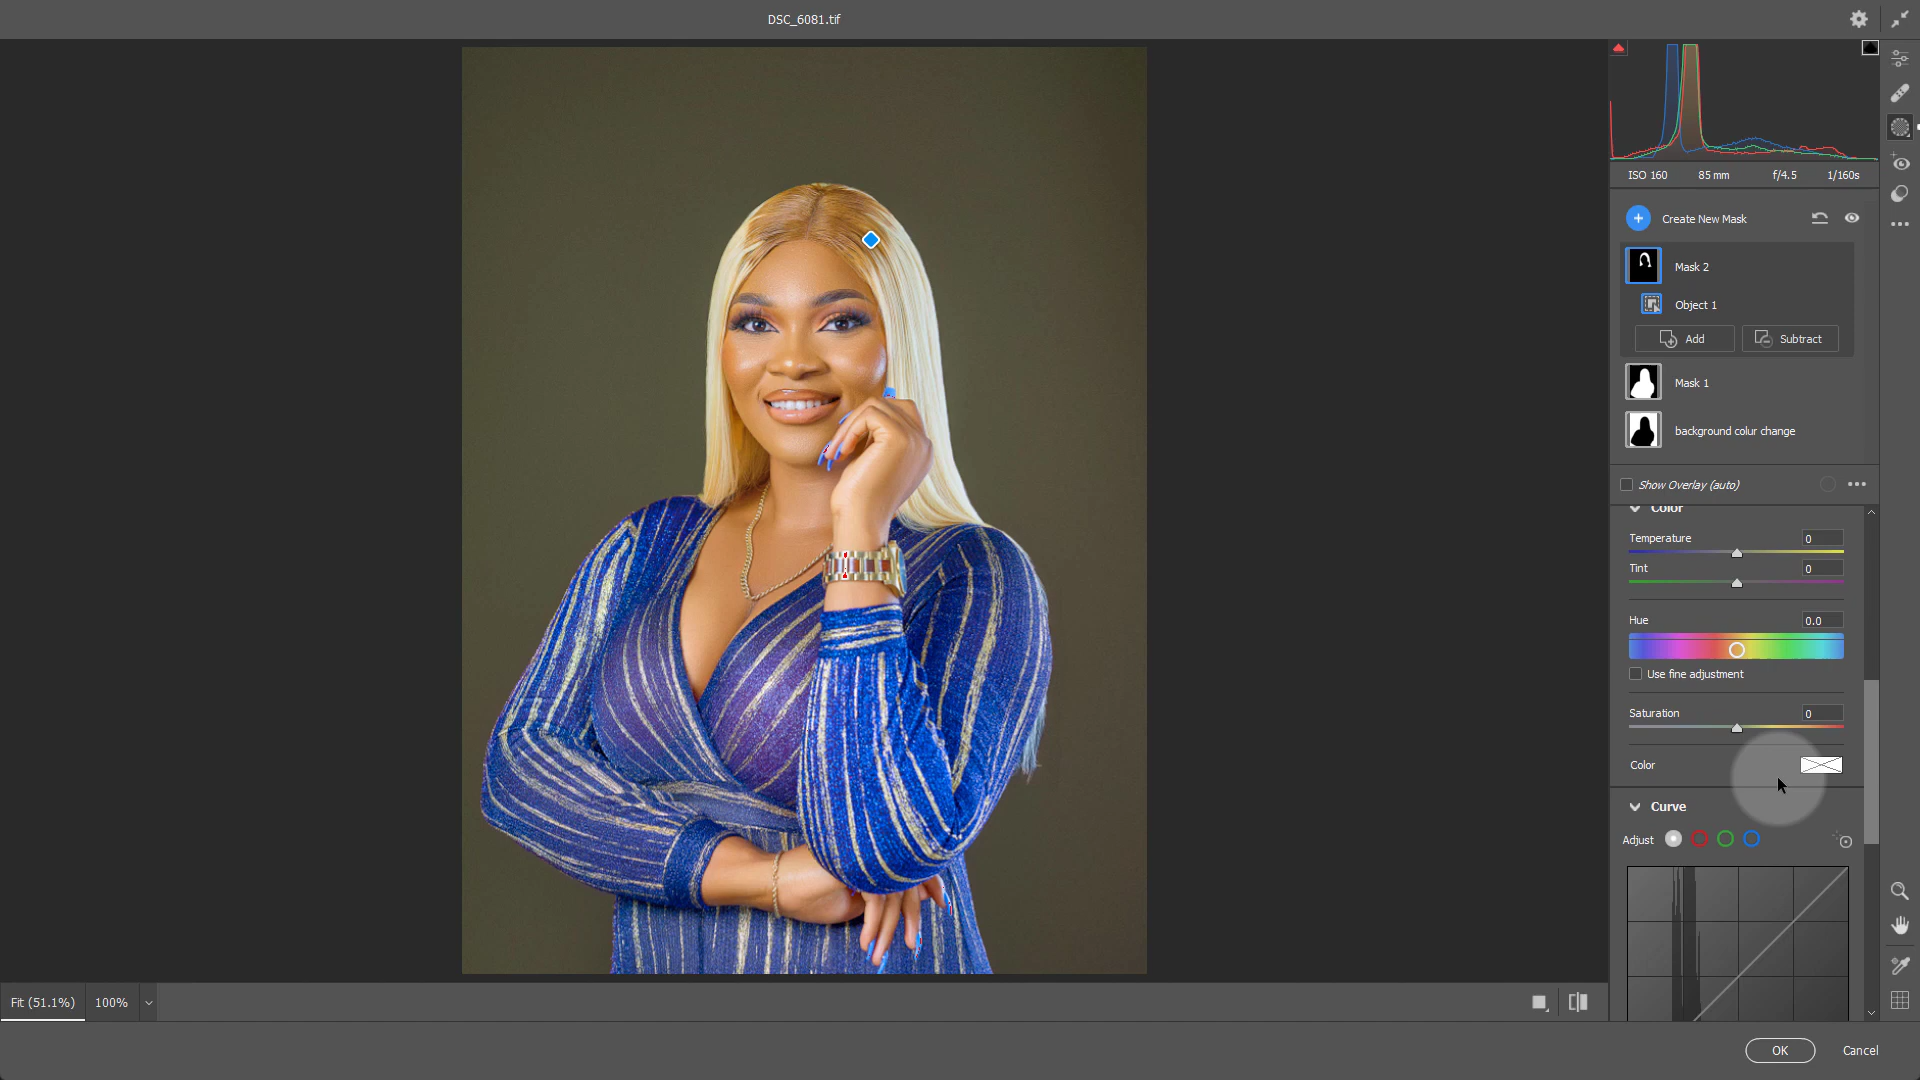 DSC_6081.tif
ISO 160 85 mm f/4.5 1/160s
Create New Mask
Mask 2
Object 1
Add Subtract
Mask 1
background colur change
Show Overlay (auto)
Color
Temperature 0
Tint 0
Hue 0.0
Use fine adjustment
Saturation 0
Color
Curve
Adjust
Fit (51.1%) 100%
OK Cancel